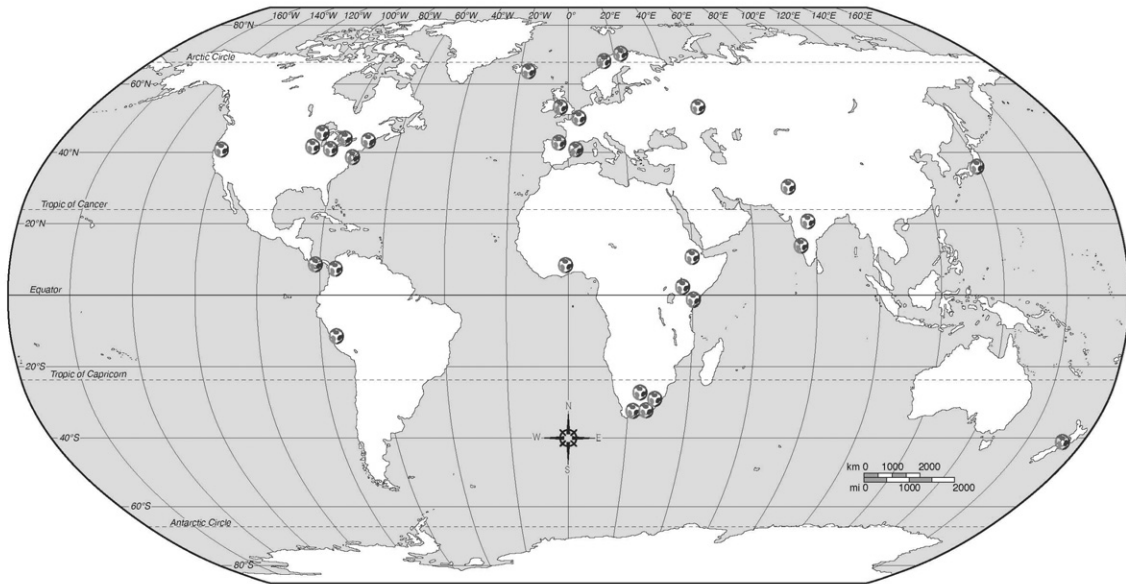 160°W 140°W 120°W 100°W 80°W 60°W 40°W 20°W 0° 20°E 40°E 60°E 80°E 100°E 120°E 140°E 160°E
80°N
Arctic Circle
60°N
40°N
Tropic of Cancer
20°N
Equator
20°S
Tropic of Capricorn
N
W E
S
40°S
km 0 1000 2000
mi 0 1000 2000
60°S
Antarctic Circle
80°S